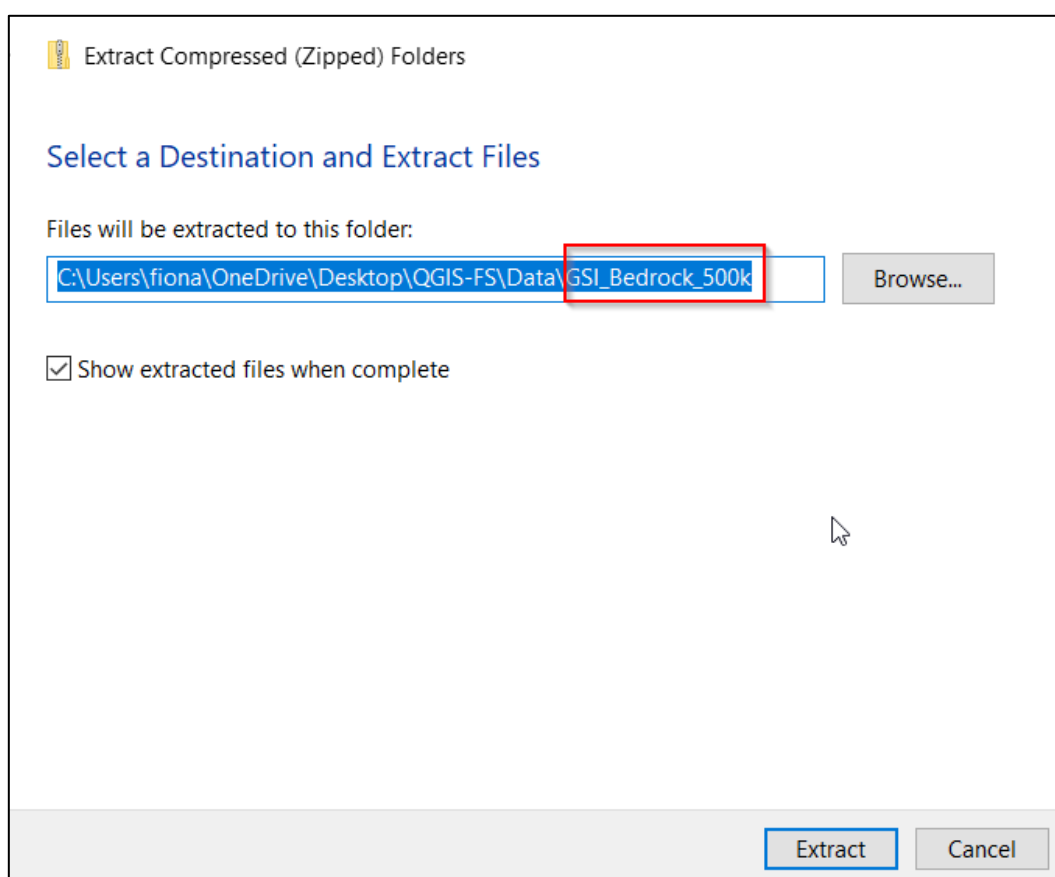 Extract Compressed (Zipped) Folders
Select a Destination and Extract Files
Files will be extracted to this folder:
C:\Users\fiona\OneDrive\Desktop\QGIS-FS\Data\GSI_Bedrock_500k
Browse...
Show extracted files when complete
Extract
Cancel